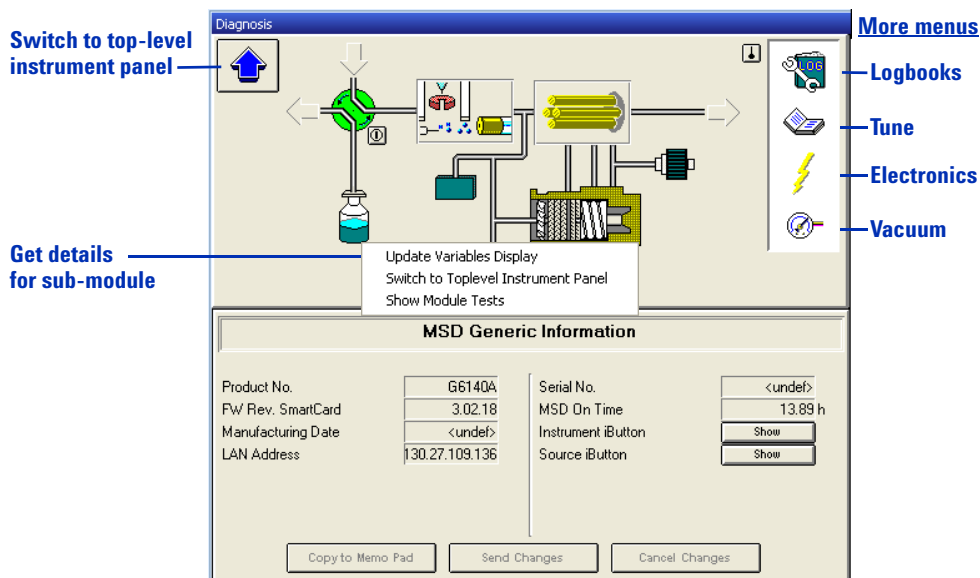 Diagnosis
More menus
Switch to top-level
instrument panel
LOG
Logbooks
Tune
Electronics
Vacuum
Get details
for sub-module
Update Variables Display
Switch to Toplevel Instrument Panel
Show Module Tests
MSD Generic Information
Product No. G6140A
FW Rev. SmartCard 3.02.18
Manufacturing Date <undef>
LAN Address 130.27.109.136
Serial No. <undef>
MSD On Time 13.89 h
Instrument iButton Show
Source iButton Show
Copy to Memo Pad Send Changes Cancel Changes